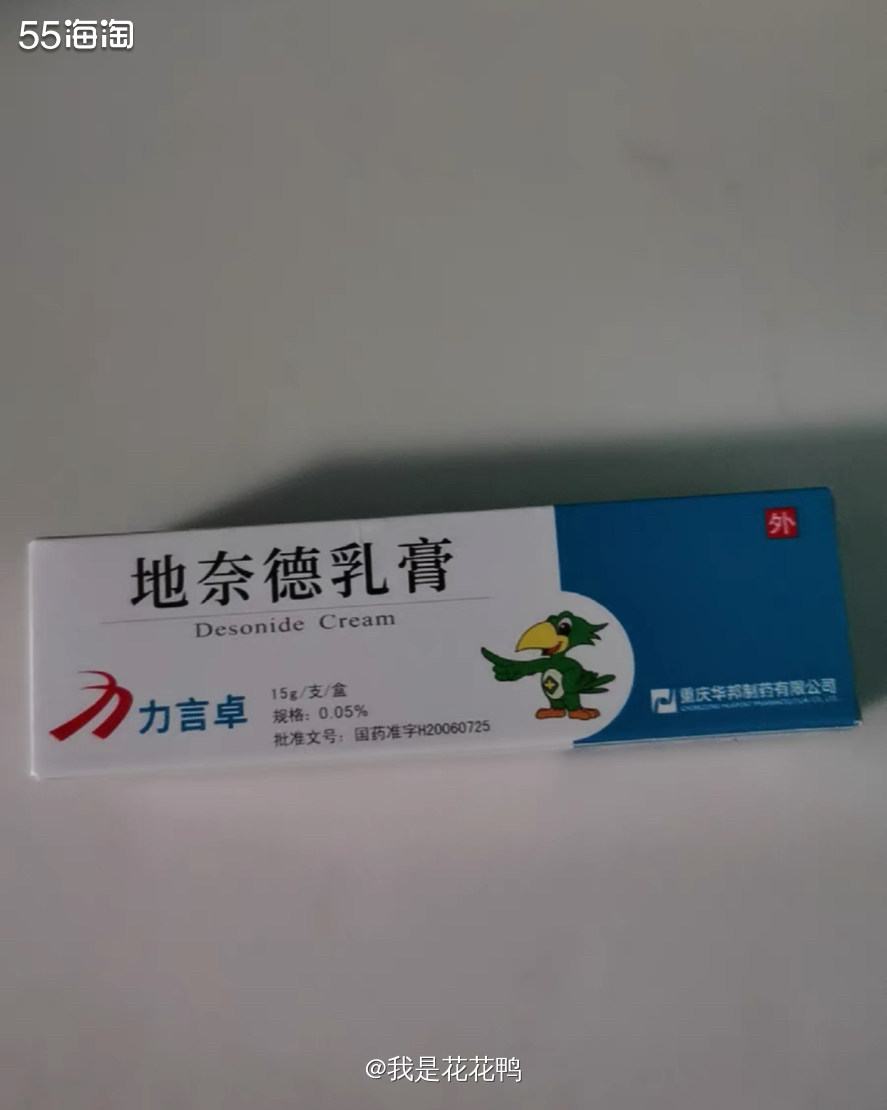 55海淘
外
地奈德乳膏
Desonide Cream
力言卓
15g/支/盒
规格：0.05%
批准文号：国药准字H20060725
重庆华邦制药有限公司
@我是花花鸭